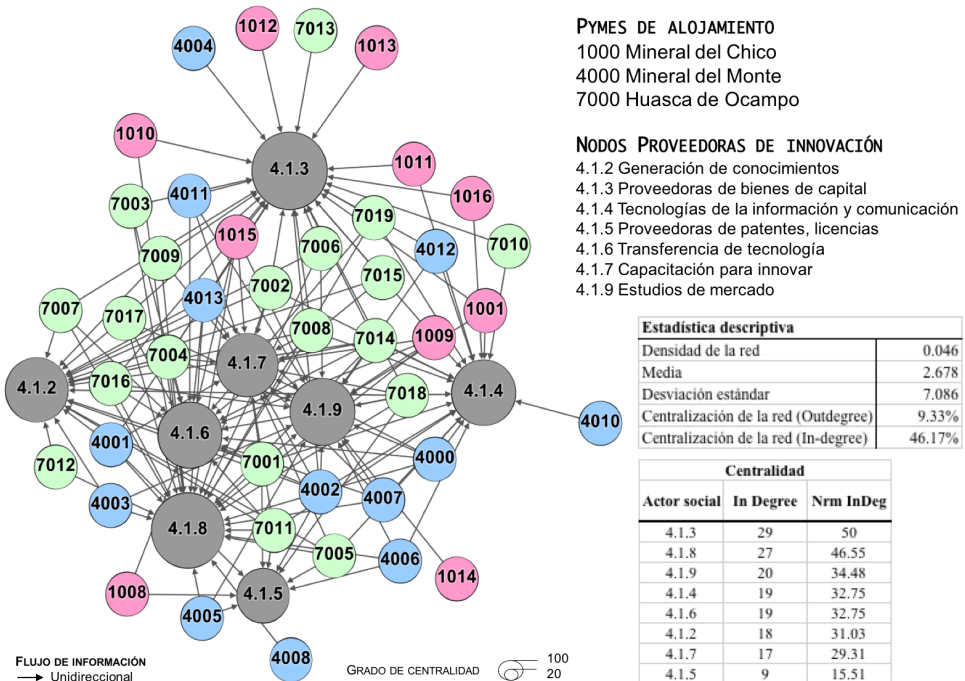 1012
7013
4004
1013
1010
4.1.3
1011
4011
7003
1016
7019
1015
7006
7010
4012
7009
7015
7002
4013
7007
7017
1001
7008
7014
1009
7004
4.1.7
4.1.2
7016
4.1.4
7018
4.1.9
4010
4.1.6
4001
7012
7001
4000
4002
4007
4003
4.1.8
7011
7005
4006
1014
1008
4.1.5
4005
4008
FLUJO DE INFORMACIÓN
Unidireccional
GRADO DE CENTRALIDAD
100
20
PYMES DE ALOJAMIENTO
1000 Mineral del Chico
4000 Mineral del Monte
7000 Huasca de Ocampo
NODOS PROVEEDORAS DE INNOVACIÓN
4.1.2 Generación de conocimientos
4.1.3 Proveedoras de bienes de capital
4.1.4 Tecnologías de la información y comunicación
4.1.5 Proveedoras de patentes, licencias
4.1.6 Transferencia de tecnología
4.1.7 Capacitación para innovar
4.1.9 Estudios de mercado
Estadística descriptiva
Densidad de la red 0.046
Media 2.678
Desviación estándar 7.086
Centralización de la red (Outdegree) 9.33%
Centralización de la red (In-degree) 46.17%
Centralidad
Actor social In Degree Nrm InDeg
4.1.3 29 50
4.1.8 27 46.55
4.1.9 20 34.48
4.1.4 19 32.75
4.1.6 19 32.75
4.1.2 18 31.03
4.1.7 17 29.31
4.1.5 9 15.51